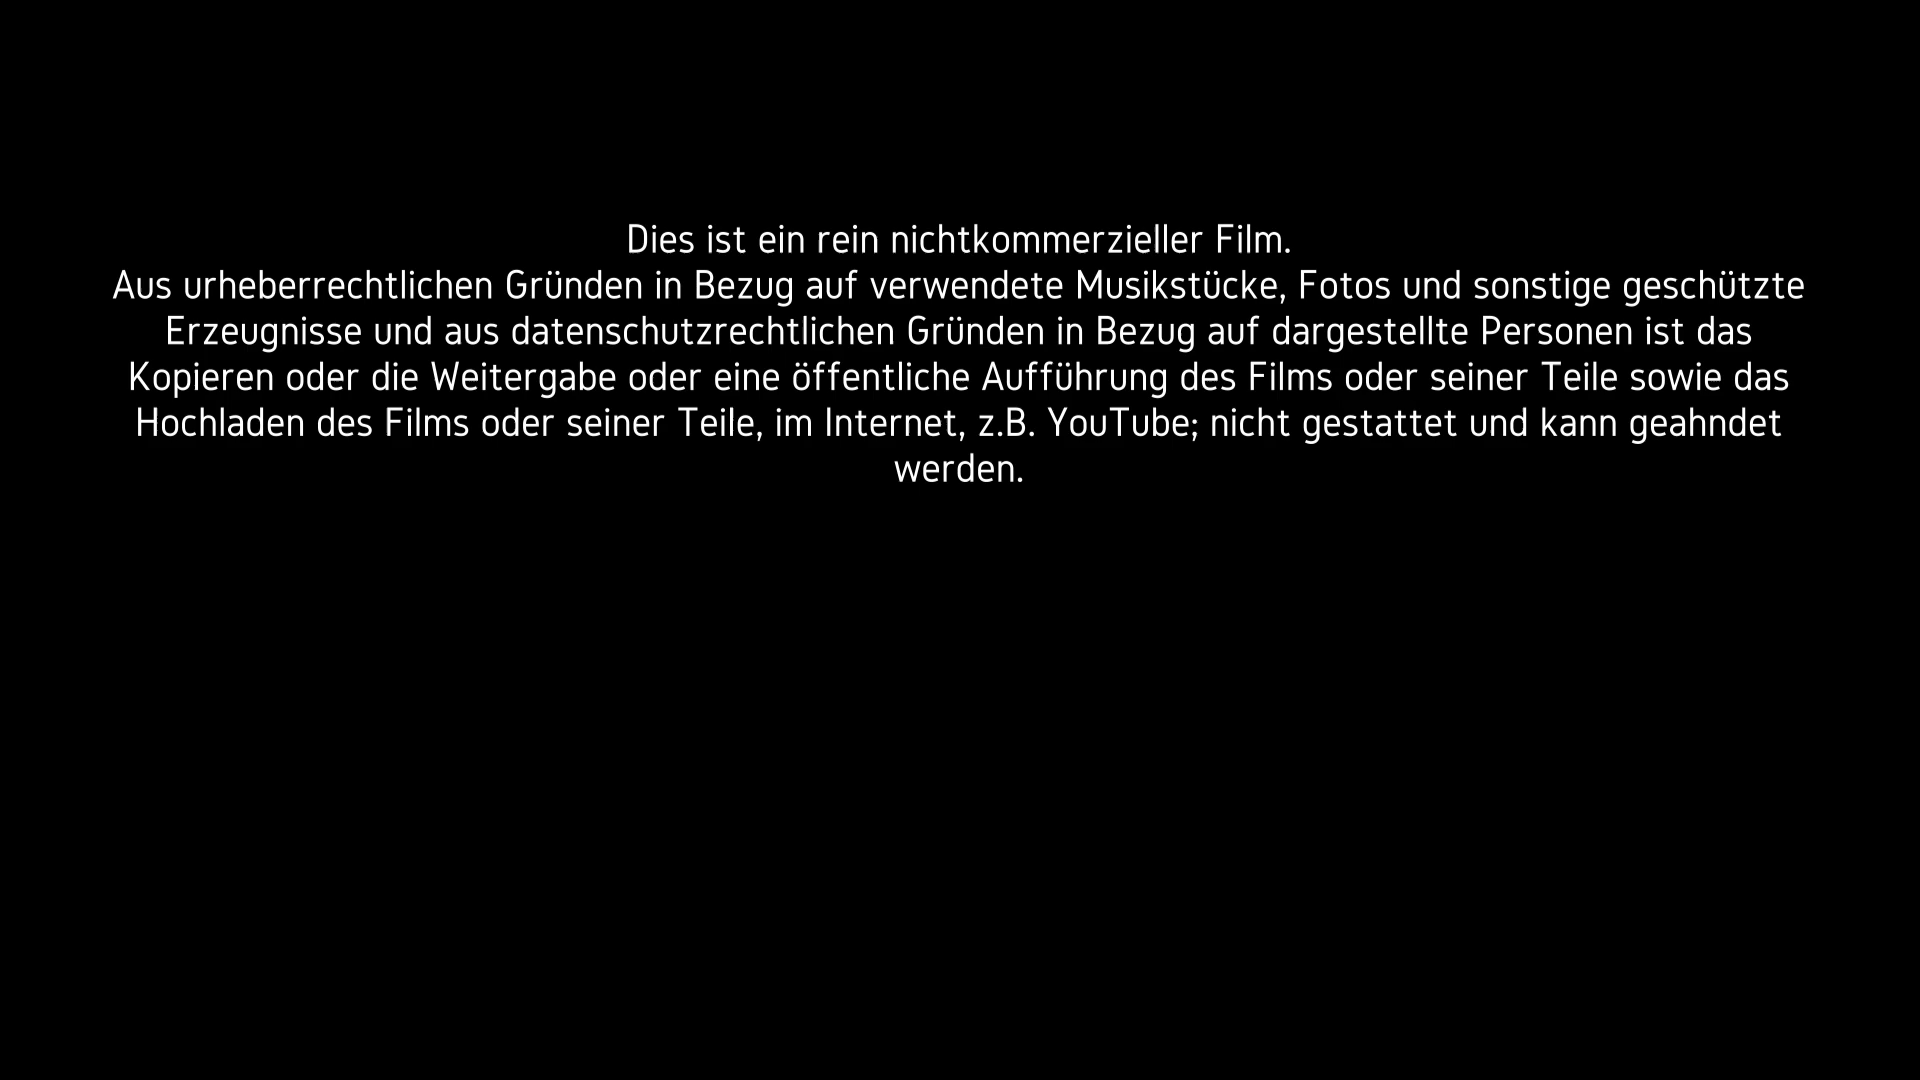 Dies ist ein rein nichtkommerzieller Film.
Aus urheberrechtlichen Gründen in Bezug auf verwendete Musikstücke, Fotos und sonstige geschützte
Erzeugnisse und aus datenschutzrechtlichen Gründen in Bezug auf dargestellte Personen ist das
Kopieren oder die Weitergabe oder eine öffentliche Aufführung des Films oder seiner Teile sowie das
Hochladen des Films oder seiner Teile, im Internet, z.B. YouTube; nicht gestattet und kann geahndet
werden.